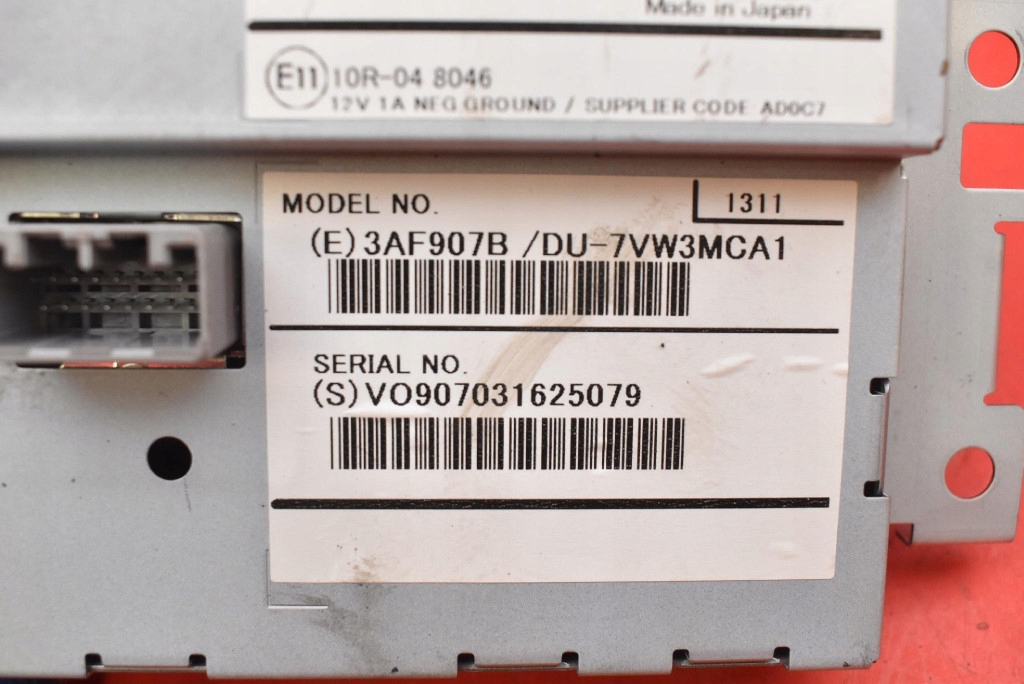 Made in Japan
E11 10R-04 8046
12V 1A NEG GROUND / SUPPLIER CODE AD0C7
MODEL NO. 1311
(E)3AF907B /DU-7VW3MCA1
SERIAL NO.
(S)VO907031625079